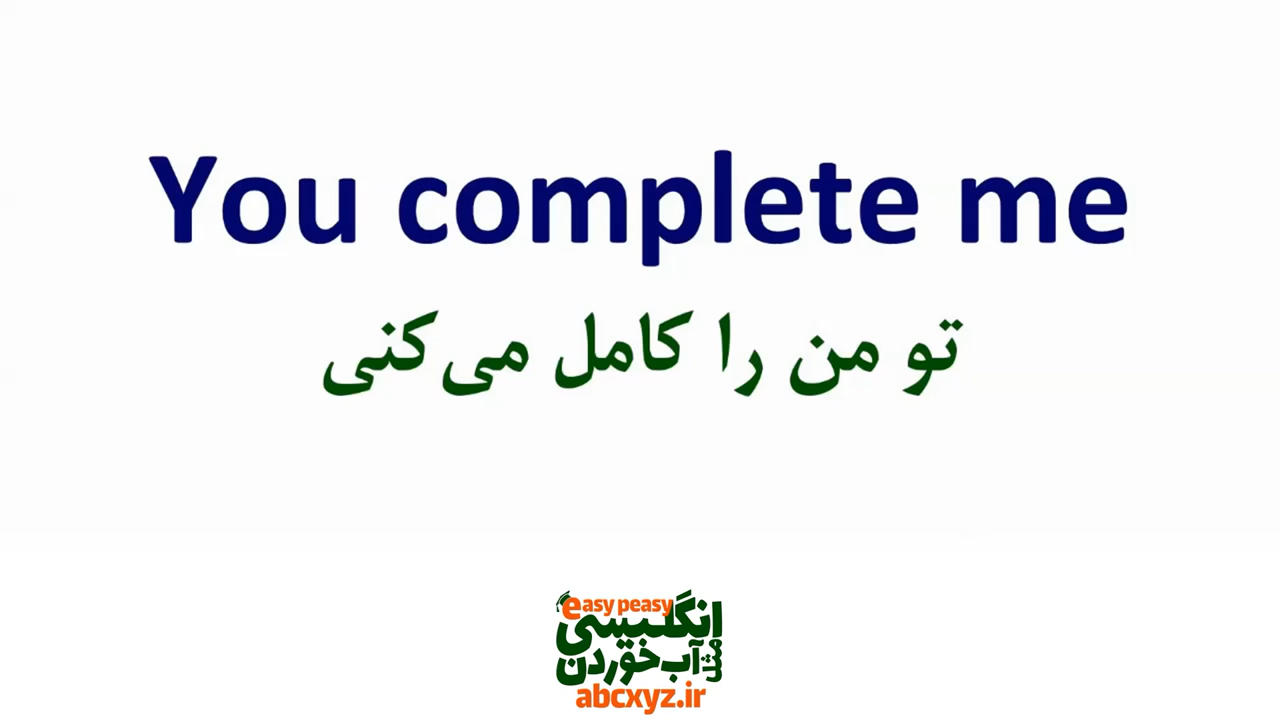 You complete me
تو من را کامل می‌کنی
easy peasy
انگلیسی
مثل آب خوردن
abcxyz.ir